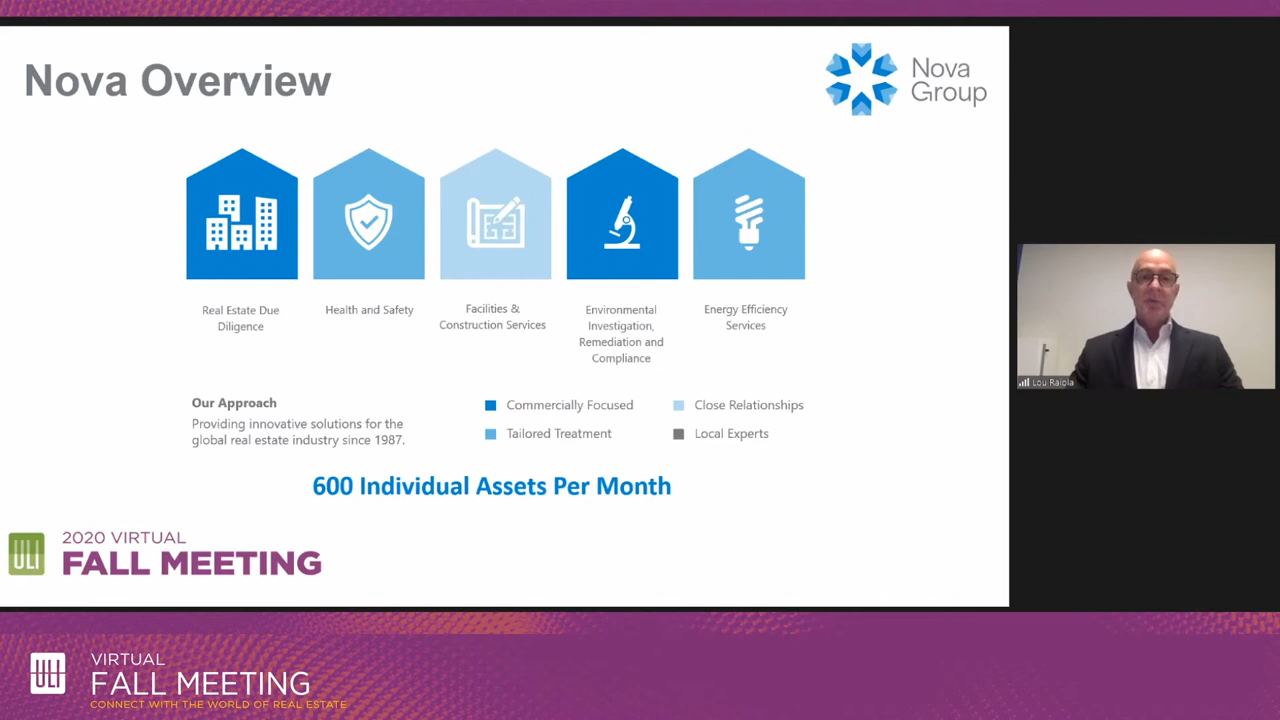 Nova Overview
Nova
Group
Real Estate Due
Diligence
Health and Safety
Facilities &
Construction Services
Environmental
Investigation,
Remediation and
Compliance
Energy Efficiency
Services
Our Approach
Providing innovative solutions for the
global real estate industry since 1987.
Commercially Focused
Close Relationships
Tailored Treatment
Local Experts
600 Individual Assets Per Month
ULI
2020 VIRTUAL
FALL MEETING
Lou Raiola
ULI
VIRTUAL
FALL MEETING
CONNECT WITH THE WORLD OF REAL ESTATE